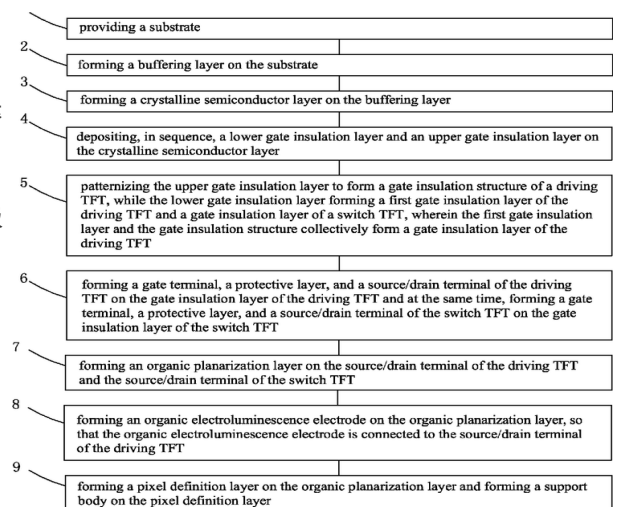 providing a substrate
2
forming a buffering layer on the substrate
3
forming a crystalline semiconductor layer on the buffering layer
4
depositing, in sequence, a lower gate insulation layer and an upper gate insulation layer on
the crystalline semiconductor layer
5
patternizing the upper gate insulation layer to form a gate insulation structure of a driving
TFT, while the lower gate insulation layer forming a first gate insulation layer of the
driving TFT and a gate insulation layer of a switch TFT, wherein the first gate insulation
layer and the gate insulation structure collectively form a gate insulation layer of the
driving TFT
6
forming a gate terminal, a protective layer, and a source/drain terminal of the driving
TFT on the gate insulation layer of the driving TFT and at the same time, forming a gate
terminal, a protective layer, and a source/drain terminal of the switch TFT on the gate
insulation layer of the switch TFT
7
forming an organic planarization layer on the source/drain terminal of the driving TFT
and the source/drain terminal of the switch TFT
8
forming an organic electroluminescence electrode on the organic planarization layer, so
that the organic electroluminescence electrode is connected to the source/drain terminal
of the driving TFT
9
forming a pixel definition layer on the organic planarization layer and forming a support
body on the pixel definition layer